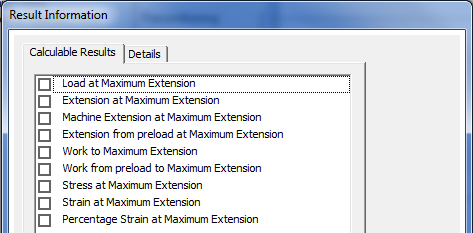 Result Information
Calculable Results Details
Load at Maximum Extension
Extension at Maximum Extension
Machine Extension at Maximum Extension
Extension from preload at Maximum Extension
Work to Maximum Extension
Work from preload to Maximum Extension
Stress at Maximum Extension
Strain at Maximum Extension
Percentage Strain at Maximum Extension